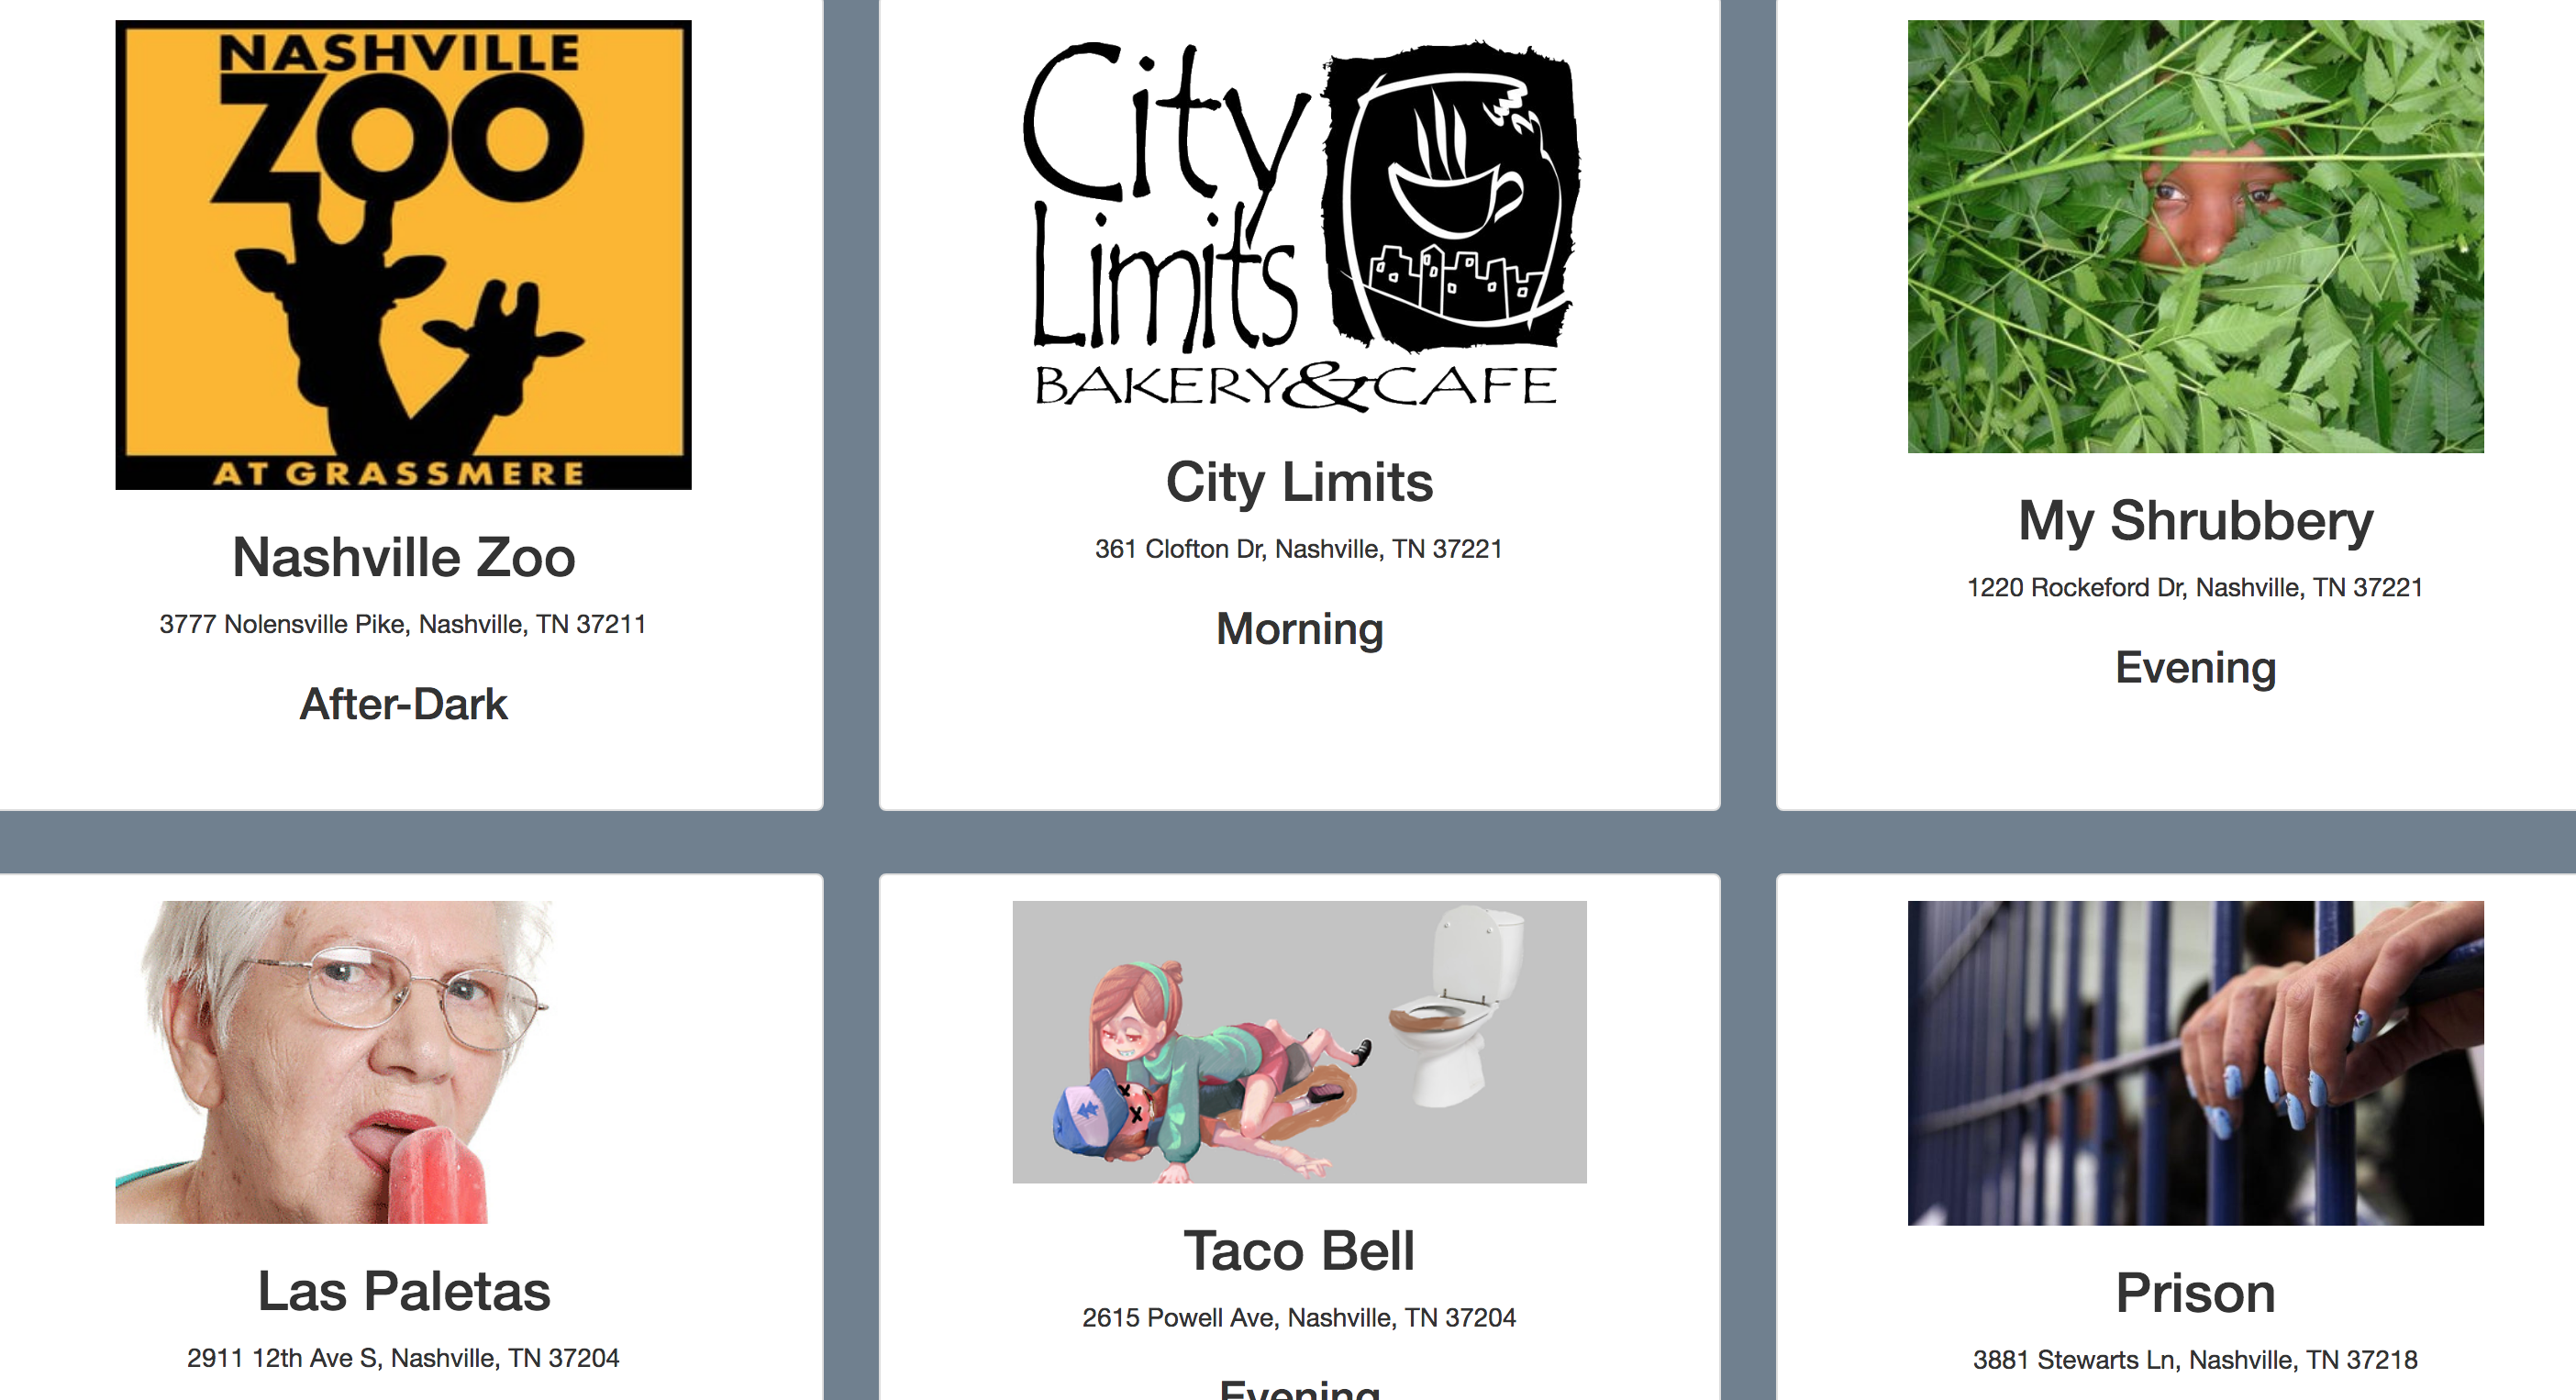 NASHVILLE
ZOO
AT GRASSMERE
Nashville Zoo
3777 Nolensville Pike, Nashville, TN 37211
After-Dark
City
Limits
BAKERY&CAFE
City Limits
361 Clofton Dr, Nashville, TN 37221
Morning
My Shrubbery
1220 Rockeford Dr, Nashville, TN 37221
Evening
Las Paletas
2911 12th Ave S, Nashville, TN 37204
Taco Bell
2615 Powell Ave, Nashville, TN 37204
Evening
Prison
3881 Stewarts Ln, Nashville, TN 37218